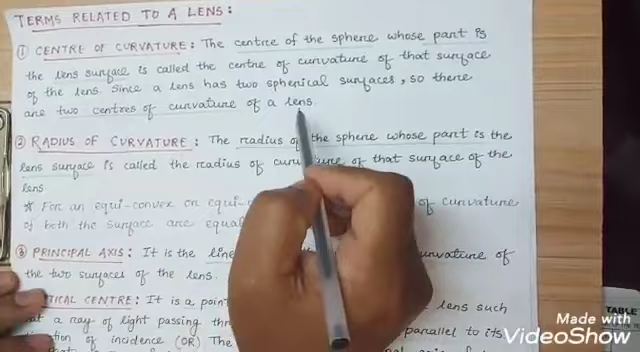 TERMS RELATED TO A LENS:
① CENTRE OF CURVATURE: The centre of the sphere whose part is
the lens surface is called the centre of curvature of that surface
of the lens. Since a lens has two spherical surfaces, so there
are two centres of curvature of a lens.
② RADIUS OF CURVATURE: The radius of the sphere whose part is the
lens surface is called the radius of curvature of that surface of the
lens
* For an equi-convex or of curvature
of both the surface are equal
③ PRINCIPAL AXIS: It is the line of
the two surfaces of the lens.
CENTRE: It is a point lens such
a ray of light passing parallel to its
of incidence (OR) The
TABLE
Made with
VideoShow